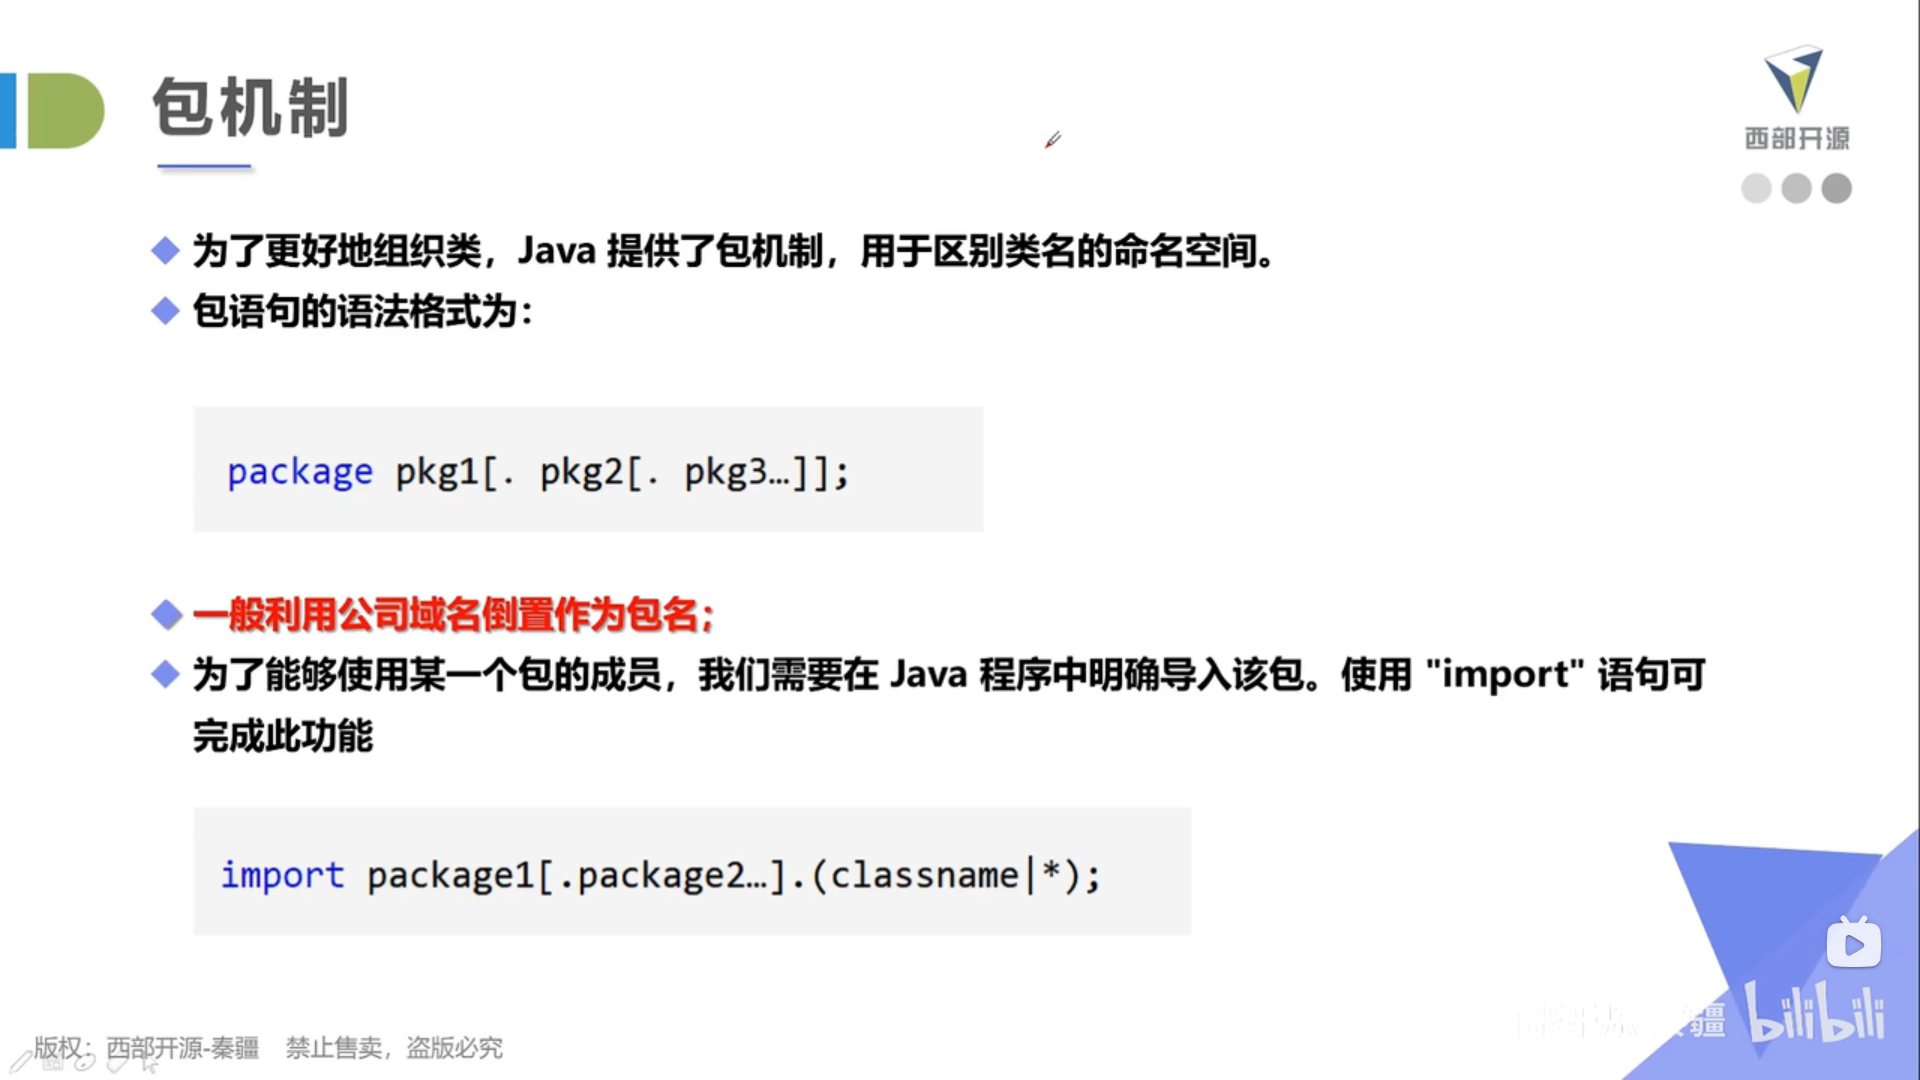 包机制
西部开源
为了更好地组织类，Java 提供了包机制，用于区别类名的命名空间。
包语句的语法格式为：
package pkg1[. pkg2[. pkg3…]];
一般利用公司域名倒置作为包名；
为了能够使用某一个包的成员，我们需要在 Java 程序中明确导入该包。使用 "import" 语句可
完成此功能
import package1[.package2…].(classname|*);
疆 bilibili
版权：西部开源-秦疆 禁止售卖，盗版必究